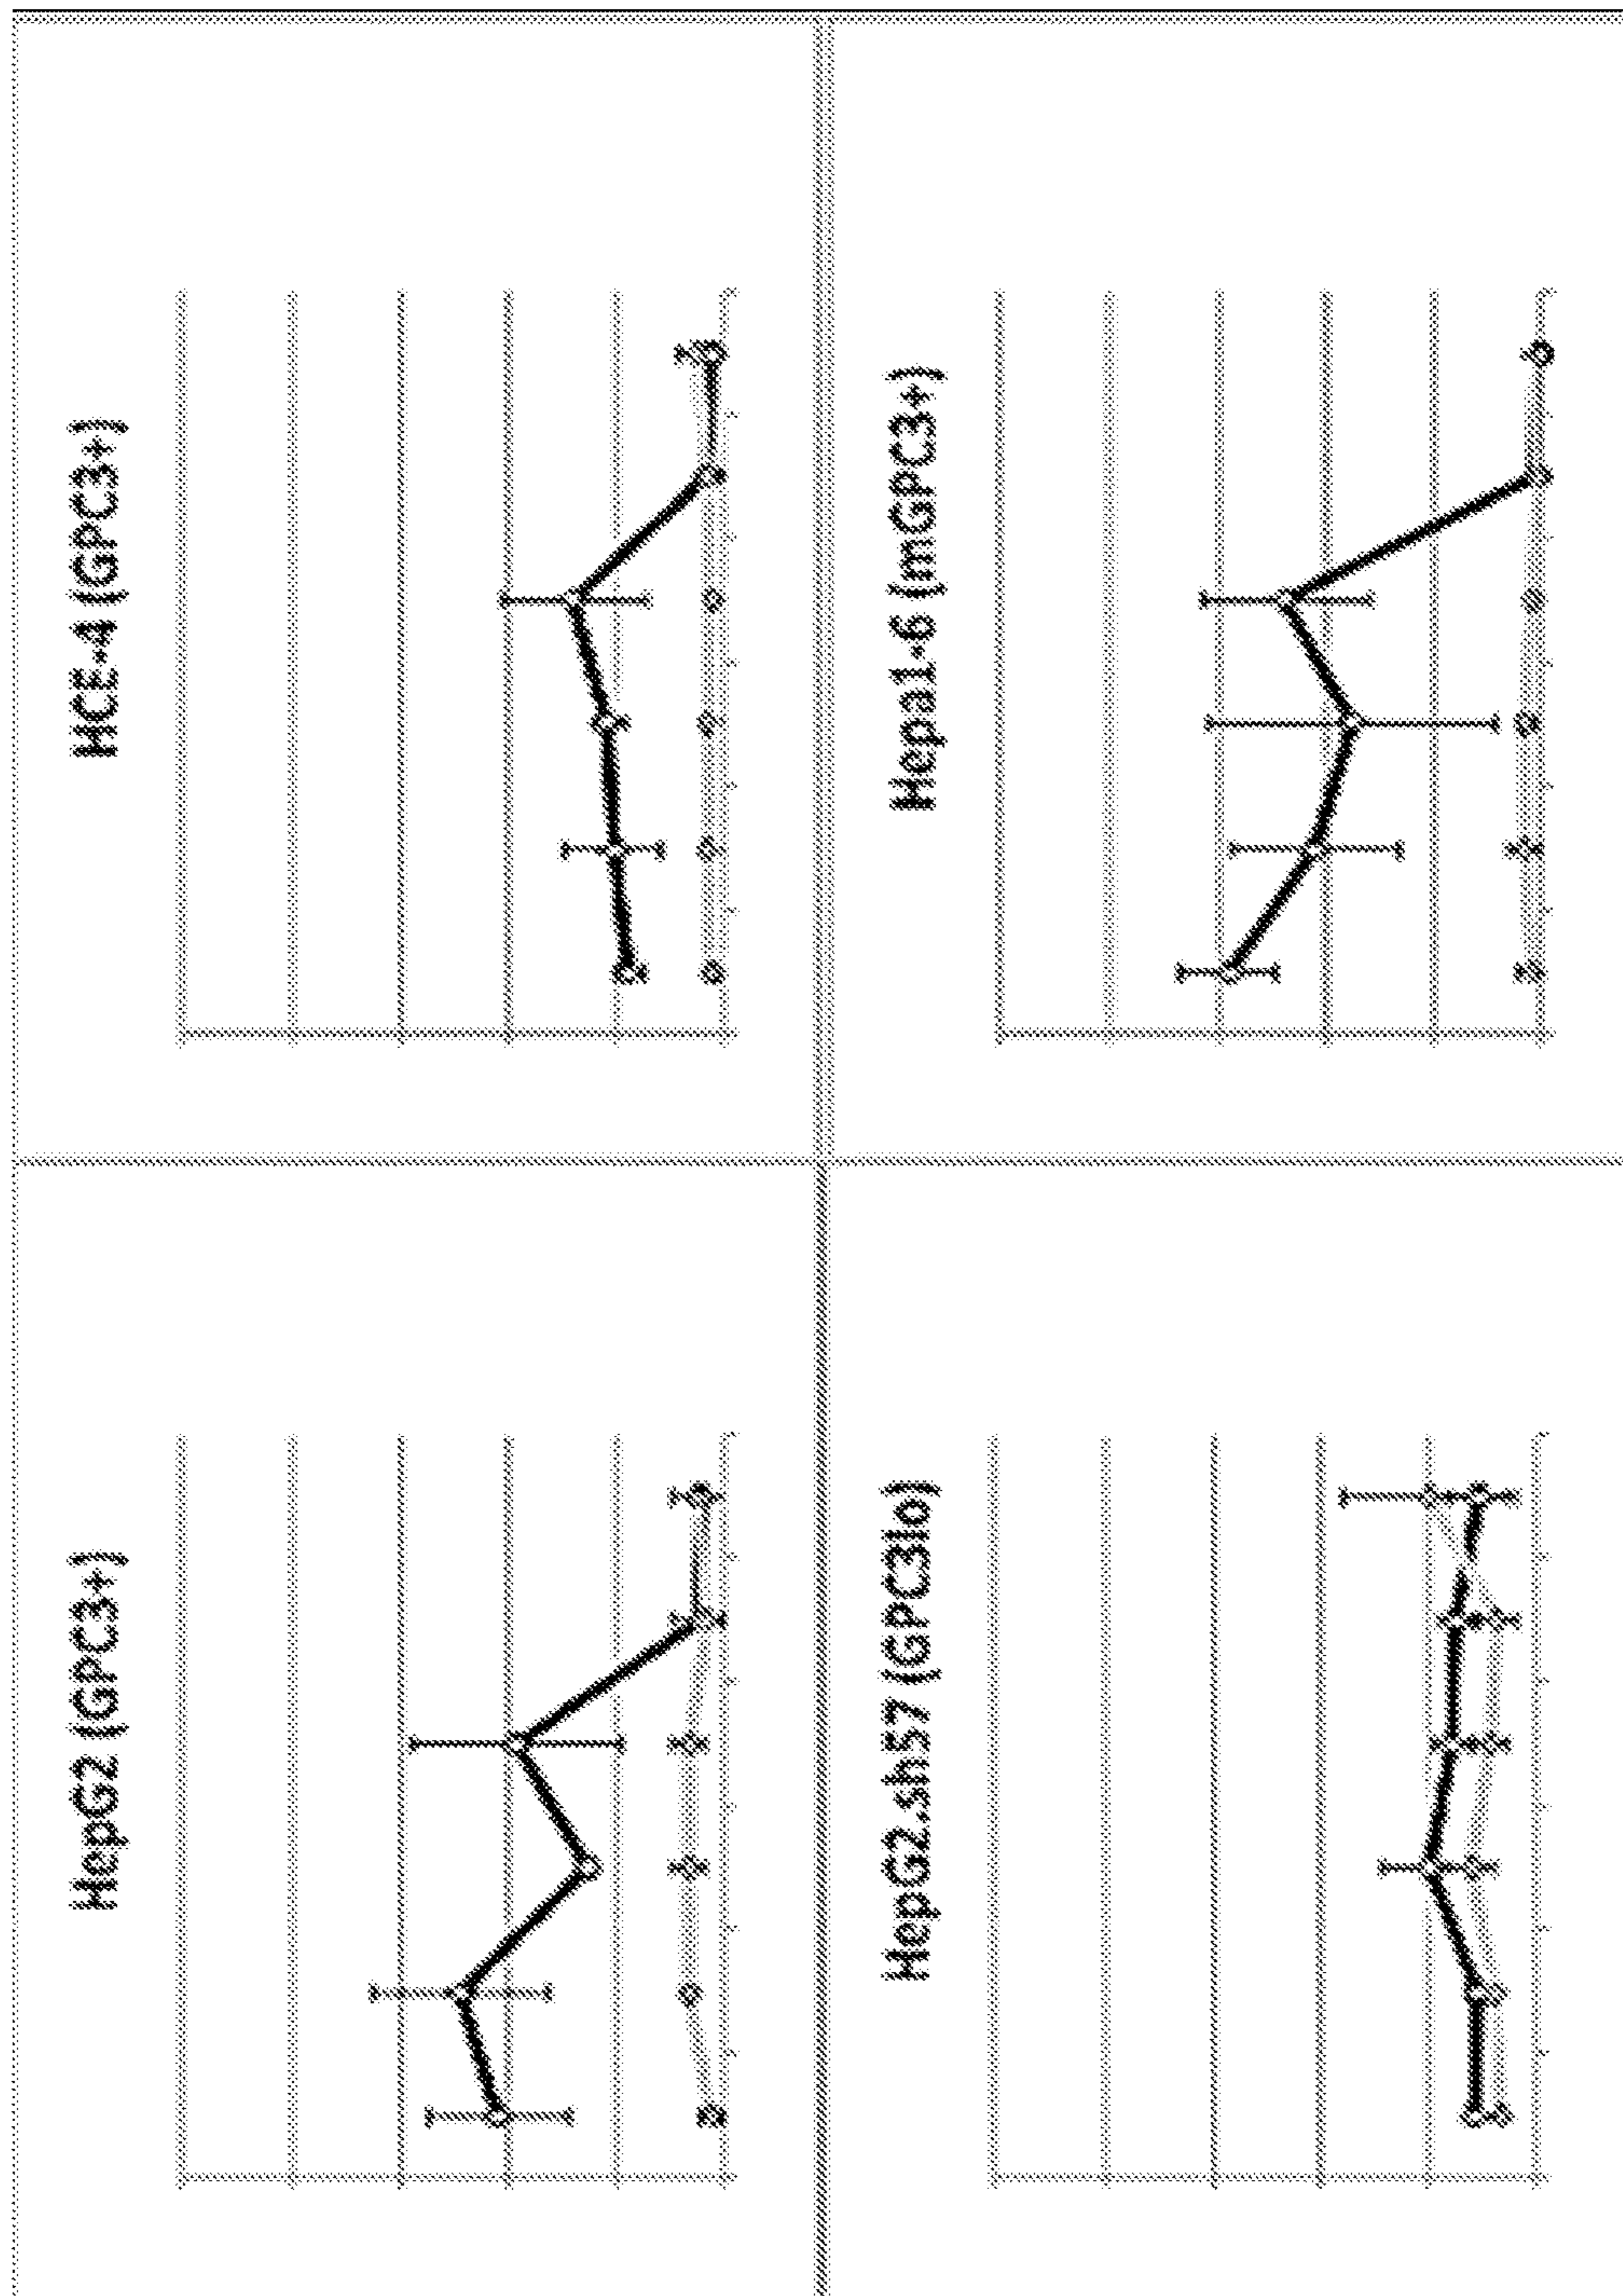 HepG2 (GPC3+)
HCE-4 (GPC3+)
HepG2.sh57 (GPC3lo)
Hepa1-6 (mGPC3+)